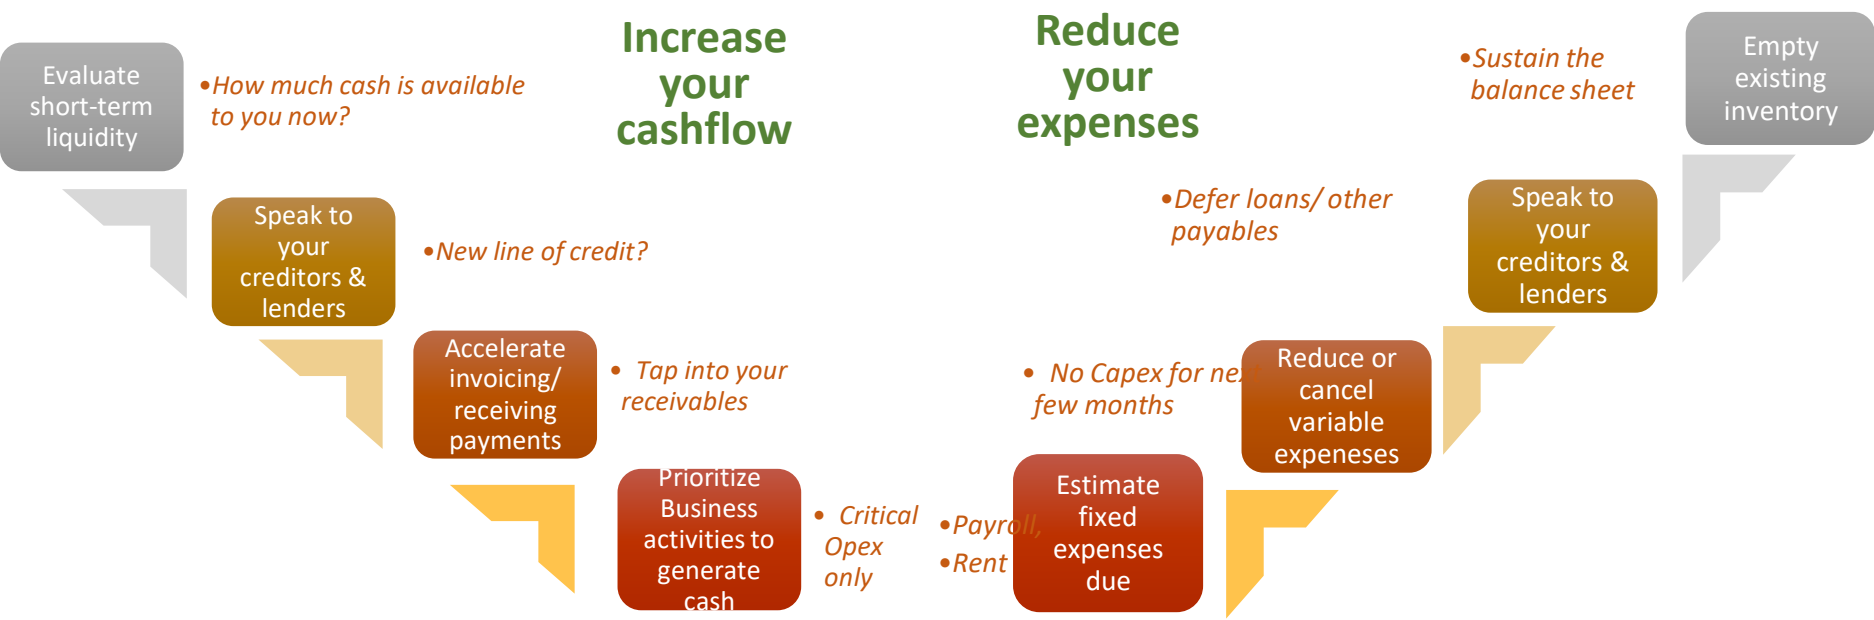 Increase
your
cashflow
Evaluate
short-term
liquidity
•How much cash is available
to you now?
Speak to
your
creditors &
lenders
•New line of credit?
Accelerate
invoicing/
receiving
payments
• Tap into your
receivables
Prioritize
Business
activities to
generate
cash
• Critical
Opex
only
Reduce
your
expenses
Empty
existing
inventory
•Sustain the
balance sheet
Speak to
your
creditors &
lenders
•Defer loans/ other
payables
Reduce or
cancel
variable
expeneses
• No Capex for next
few months
Estimate
fixed
expenses
due
•Payroll,
•Rent